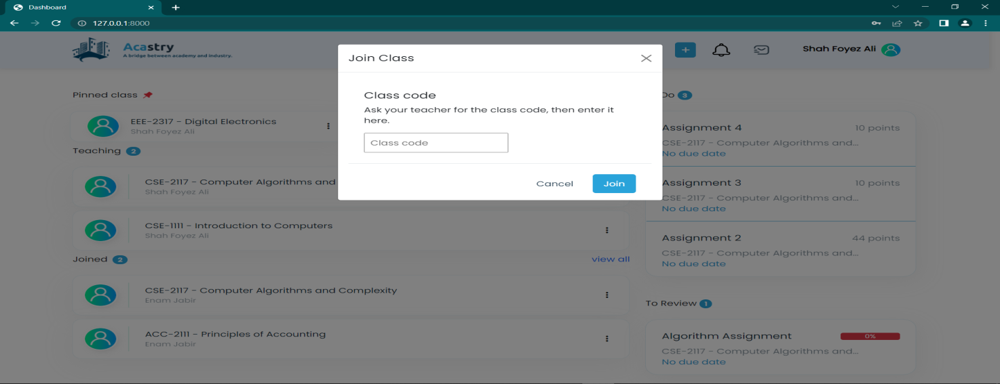 Dashboard
127.0.0.1:8000
Acastry
A bridge between academy and industry.
Shah Foyez Ali
Join Class
Class code
Ask your teacher for the class code, then enter it
here.
Class code
Cancel
Join
Pinned class
EEE-2317 - Digital Electronics
Shah Foyez Ali
Teaching 2
CSE-2117 - Computer Algorithms and
Shah Foyez Ali
CSE-1111 - Introduction to Computers
Shah Foyez Ali
Joined 2
view all
CSE-2117 - Computer Algorithms and Complexity
Enam Jabir
ACC-2111 - Principles of Accounting
Enam Jabir
Do 3
Assignment 4 10 points
CSE-2117 - Computer Algorithms and...
No due date
Assignment 3 10 points
CSE-2117 - Computer Algorithms and...
No due date
Assignment 2 44 points
CSE-2117 - Computer Algorithms and...
No due date
To Review 1
Algorithm Assignment 0%
CSE-2117 - Computer Algorithms and...
No due date